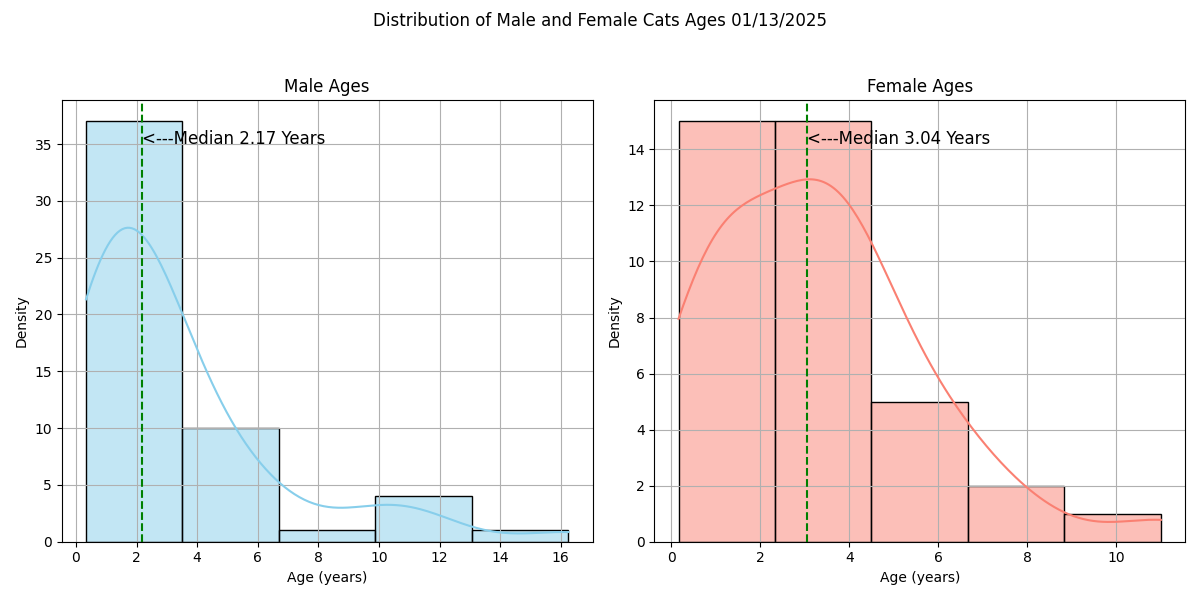 Distribution of Male and Female Cats Ages 01/13/2025
Male Ages
<---Median 2.17 Years
Density
35
30
25
20
15
10
5
0
0 2 4 6 8 10 12 14 16
Age (years)
Female Ages
<---Median 3.04 Years
Density
14
12
10
8
6
4
2
0
0 2 4 6 8 10
Age (years)